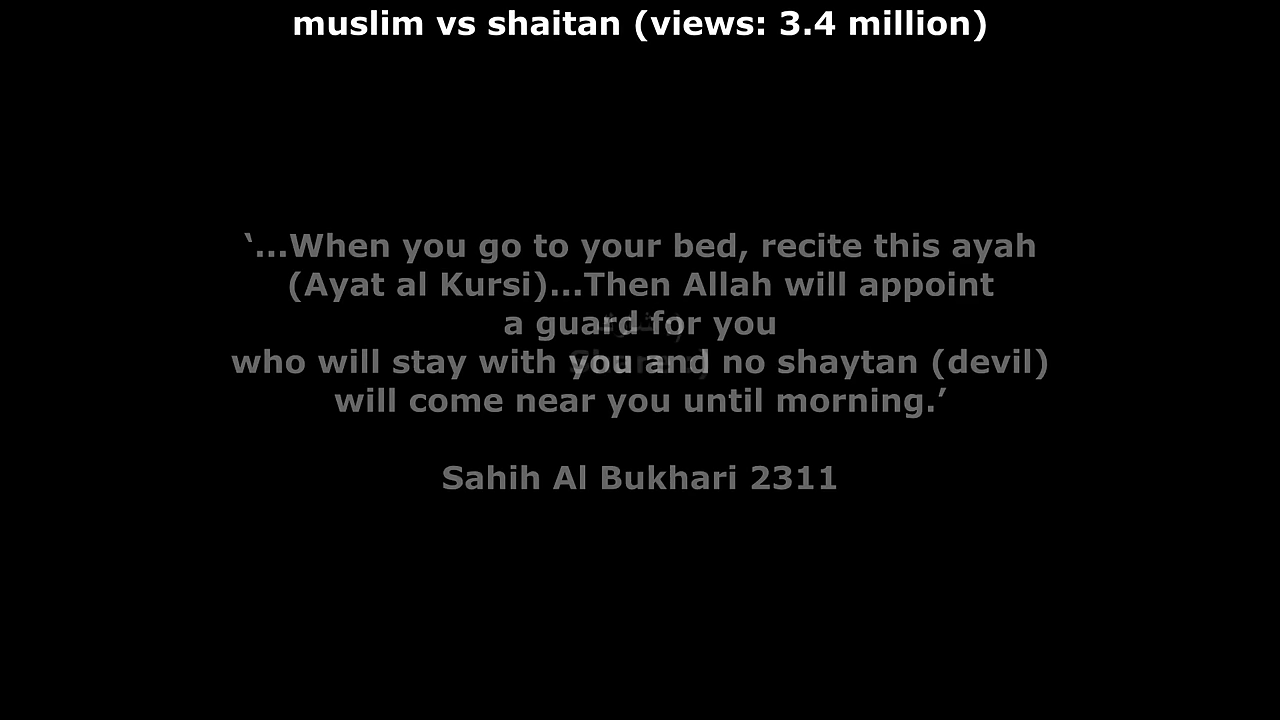 muslim vs shaitan (views: 3.4 million)
‘...When you go to your bed, recite this ayah
(Ayat al Kursi)...Then Allah will appoint
a guard for you
who will stay with you and no shaytan (devil)
will come near you until morning.’
Sahih Al Bukhari 2311